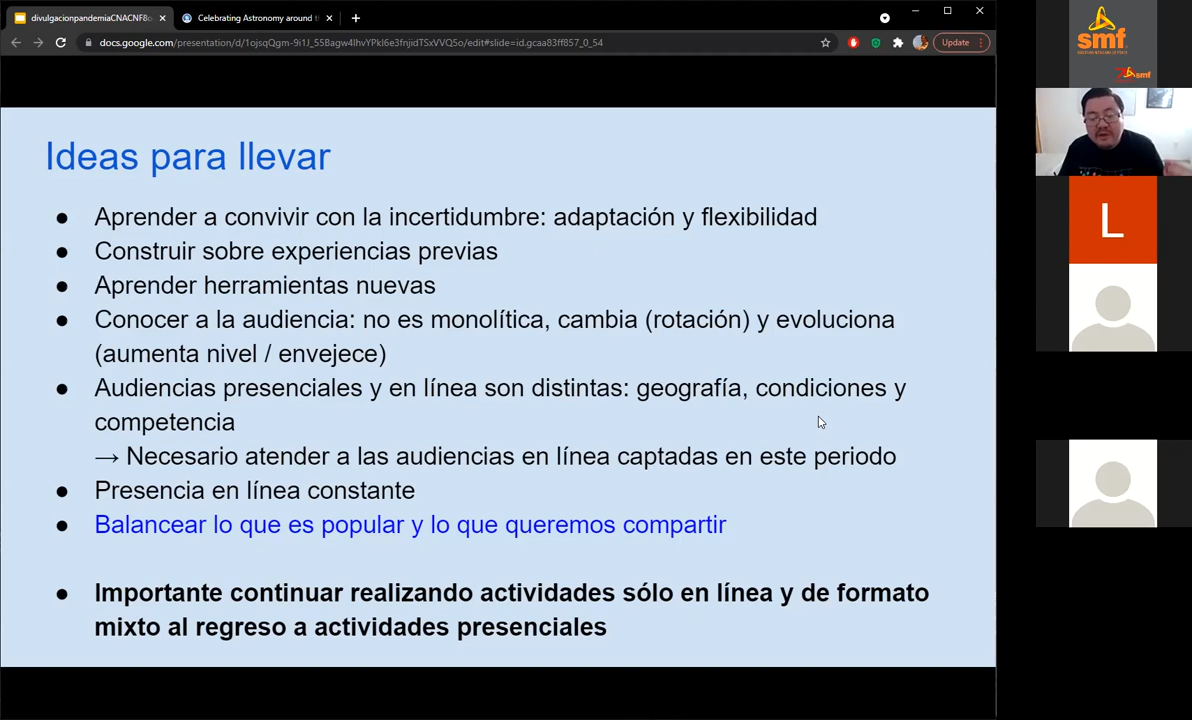 divulgacionpandemiaCNACNF8o
Celebrating Astronomy around t
docs.google.com/presentation/d/1ojsqQgm-9i1J_55Bagw4IhvYPkI6e3fnjidTSxVVQ5o/edit#slide=id.gcaa83ff857_0_54
Update
smf
smf
Ideas para llevar
● Aprender a convivir con la incertidumbre: adaptación y flexibilidad
● Construir sobre experiencias previas
● Aprender herramientas nuevas
● Conocer a la audiencia: no es monolítica, cambia (rotación) y evoluciona
(aumenta nivel / envejece)
● Audiencias presenciales y en línea son distintas: geografía, condiciones y
competencia
→ Necesario atender a las audiencias en línea captadas en este periodo
● Presencia en línea constante
● Balancear lo que es popular y lo que queremos compartir
● Importante continuar realizando actividades sólo en línea y de formato
mixto al regreso a actividades presenciales
L